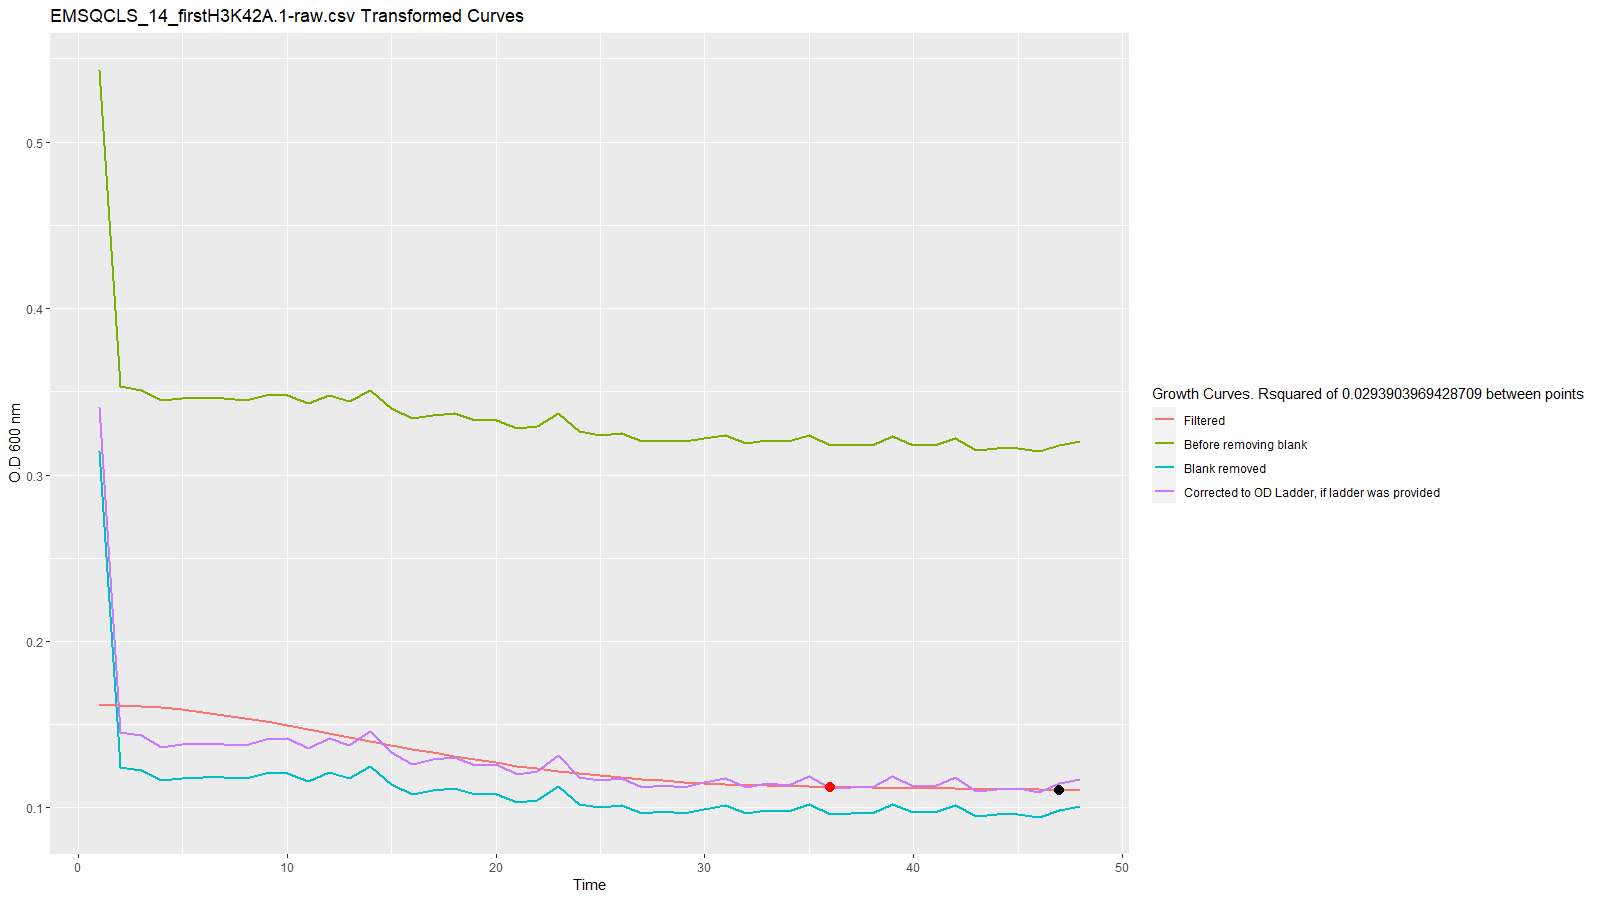 EMSQCLS_14_firstH3K42A.1-raw.csv Transformed Curves
0.5
0.4
0.3
0.2
0.1
O.D 600 nm
0 10 20 30 40 50
Time
Growth Curves. Rsquared of 0.0293903969428709 between points
Filtered
Before removing blank
Blank removed
Corrected to OD Ladder, if ladder was provided